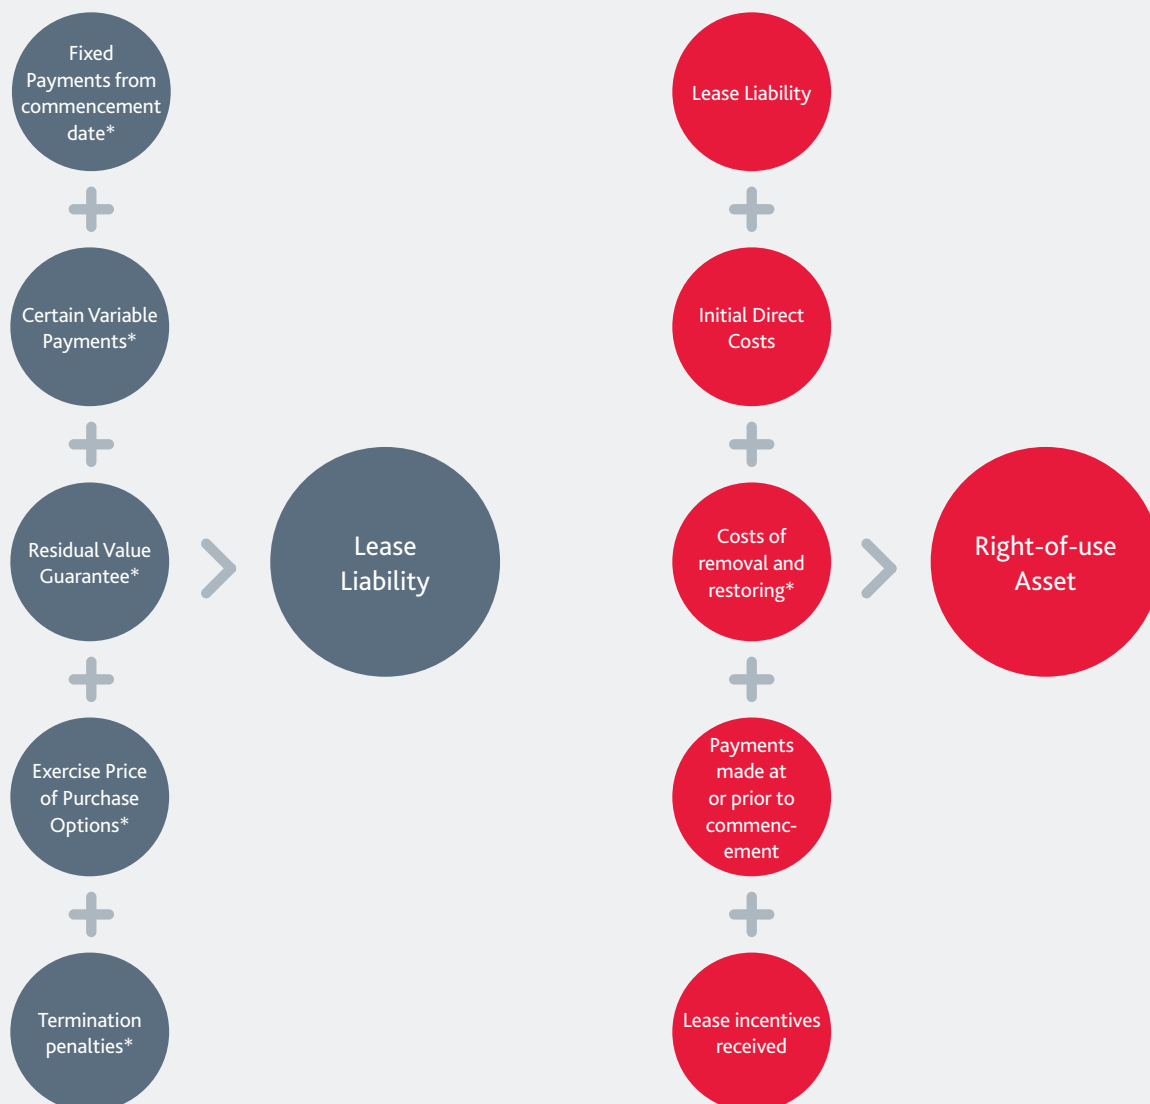 Fixed
Payments from
commencement
date*
Certain Variable
Payments*
Residual Value
Guarantee*
Exercise Price
of Purchase
Options*
Termination
penalties*
Lease
Liability
Lease Liability
Initial Direct
Costs
Costs of
removal and
restoring*
Payments
made at
or prior to
commenc-
ement
Lease incentives
received
Right-of-use
Asset